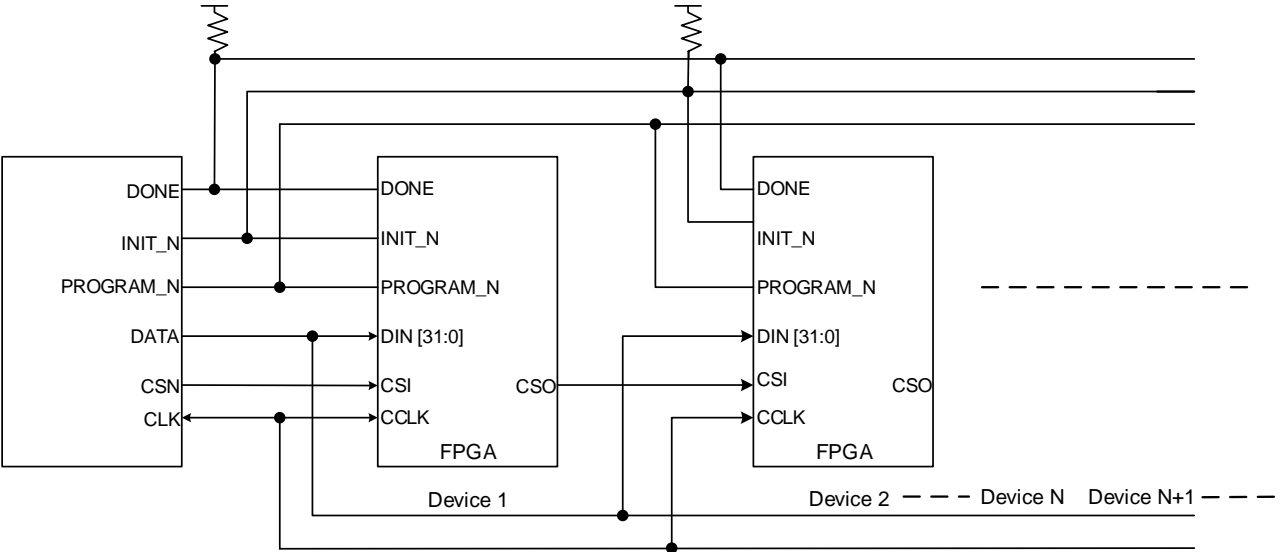 DONE
INIT_N
PROGRAM_N
DATA
CSN
CLK
DONE
INIT_N
PROGRAM_N
DIN [31:0]
CSI
CSO
CCLK
FPGA
Device 1
DONE
INIT_N
PROGRAM_N
DIN [31:0]
CSI
CSO
CCLK
FPGA
Device 2
Device N
Device N+1